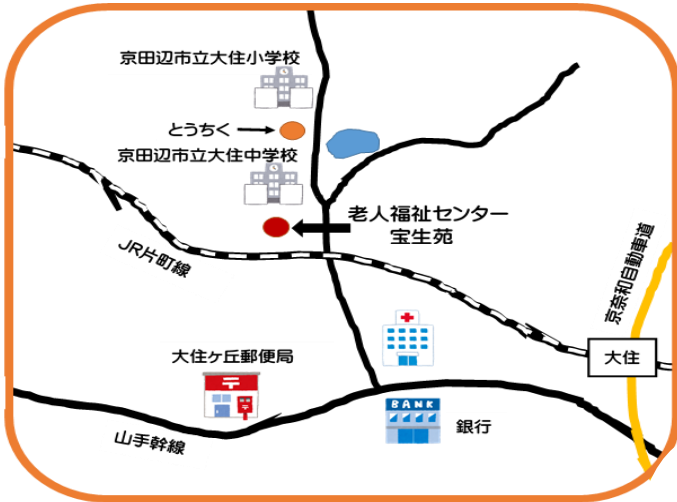 京田辺市立大住小学校
とうちく
京田辺市立大住中学校
老人福祉センター
宝生苑
JR片町線
京奈和自動車道
大住
大住ヶ丘郵便局
BANK
銀行
山手幹線